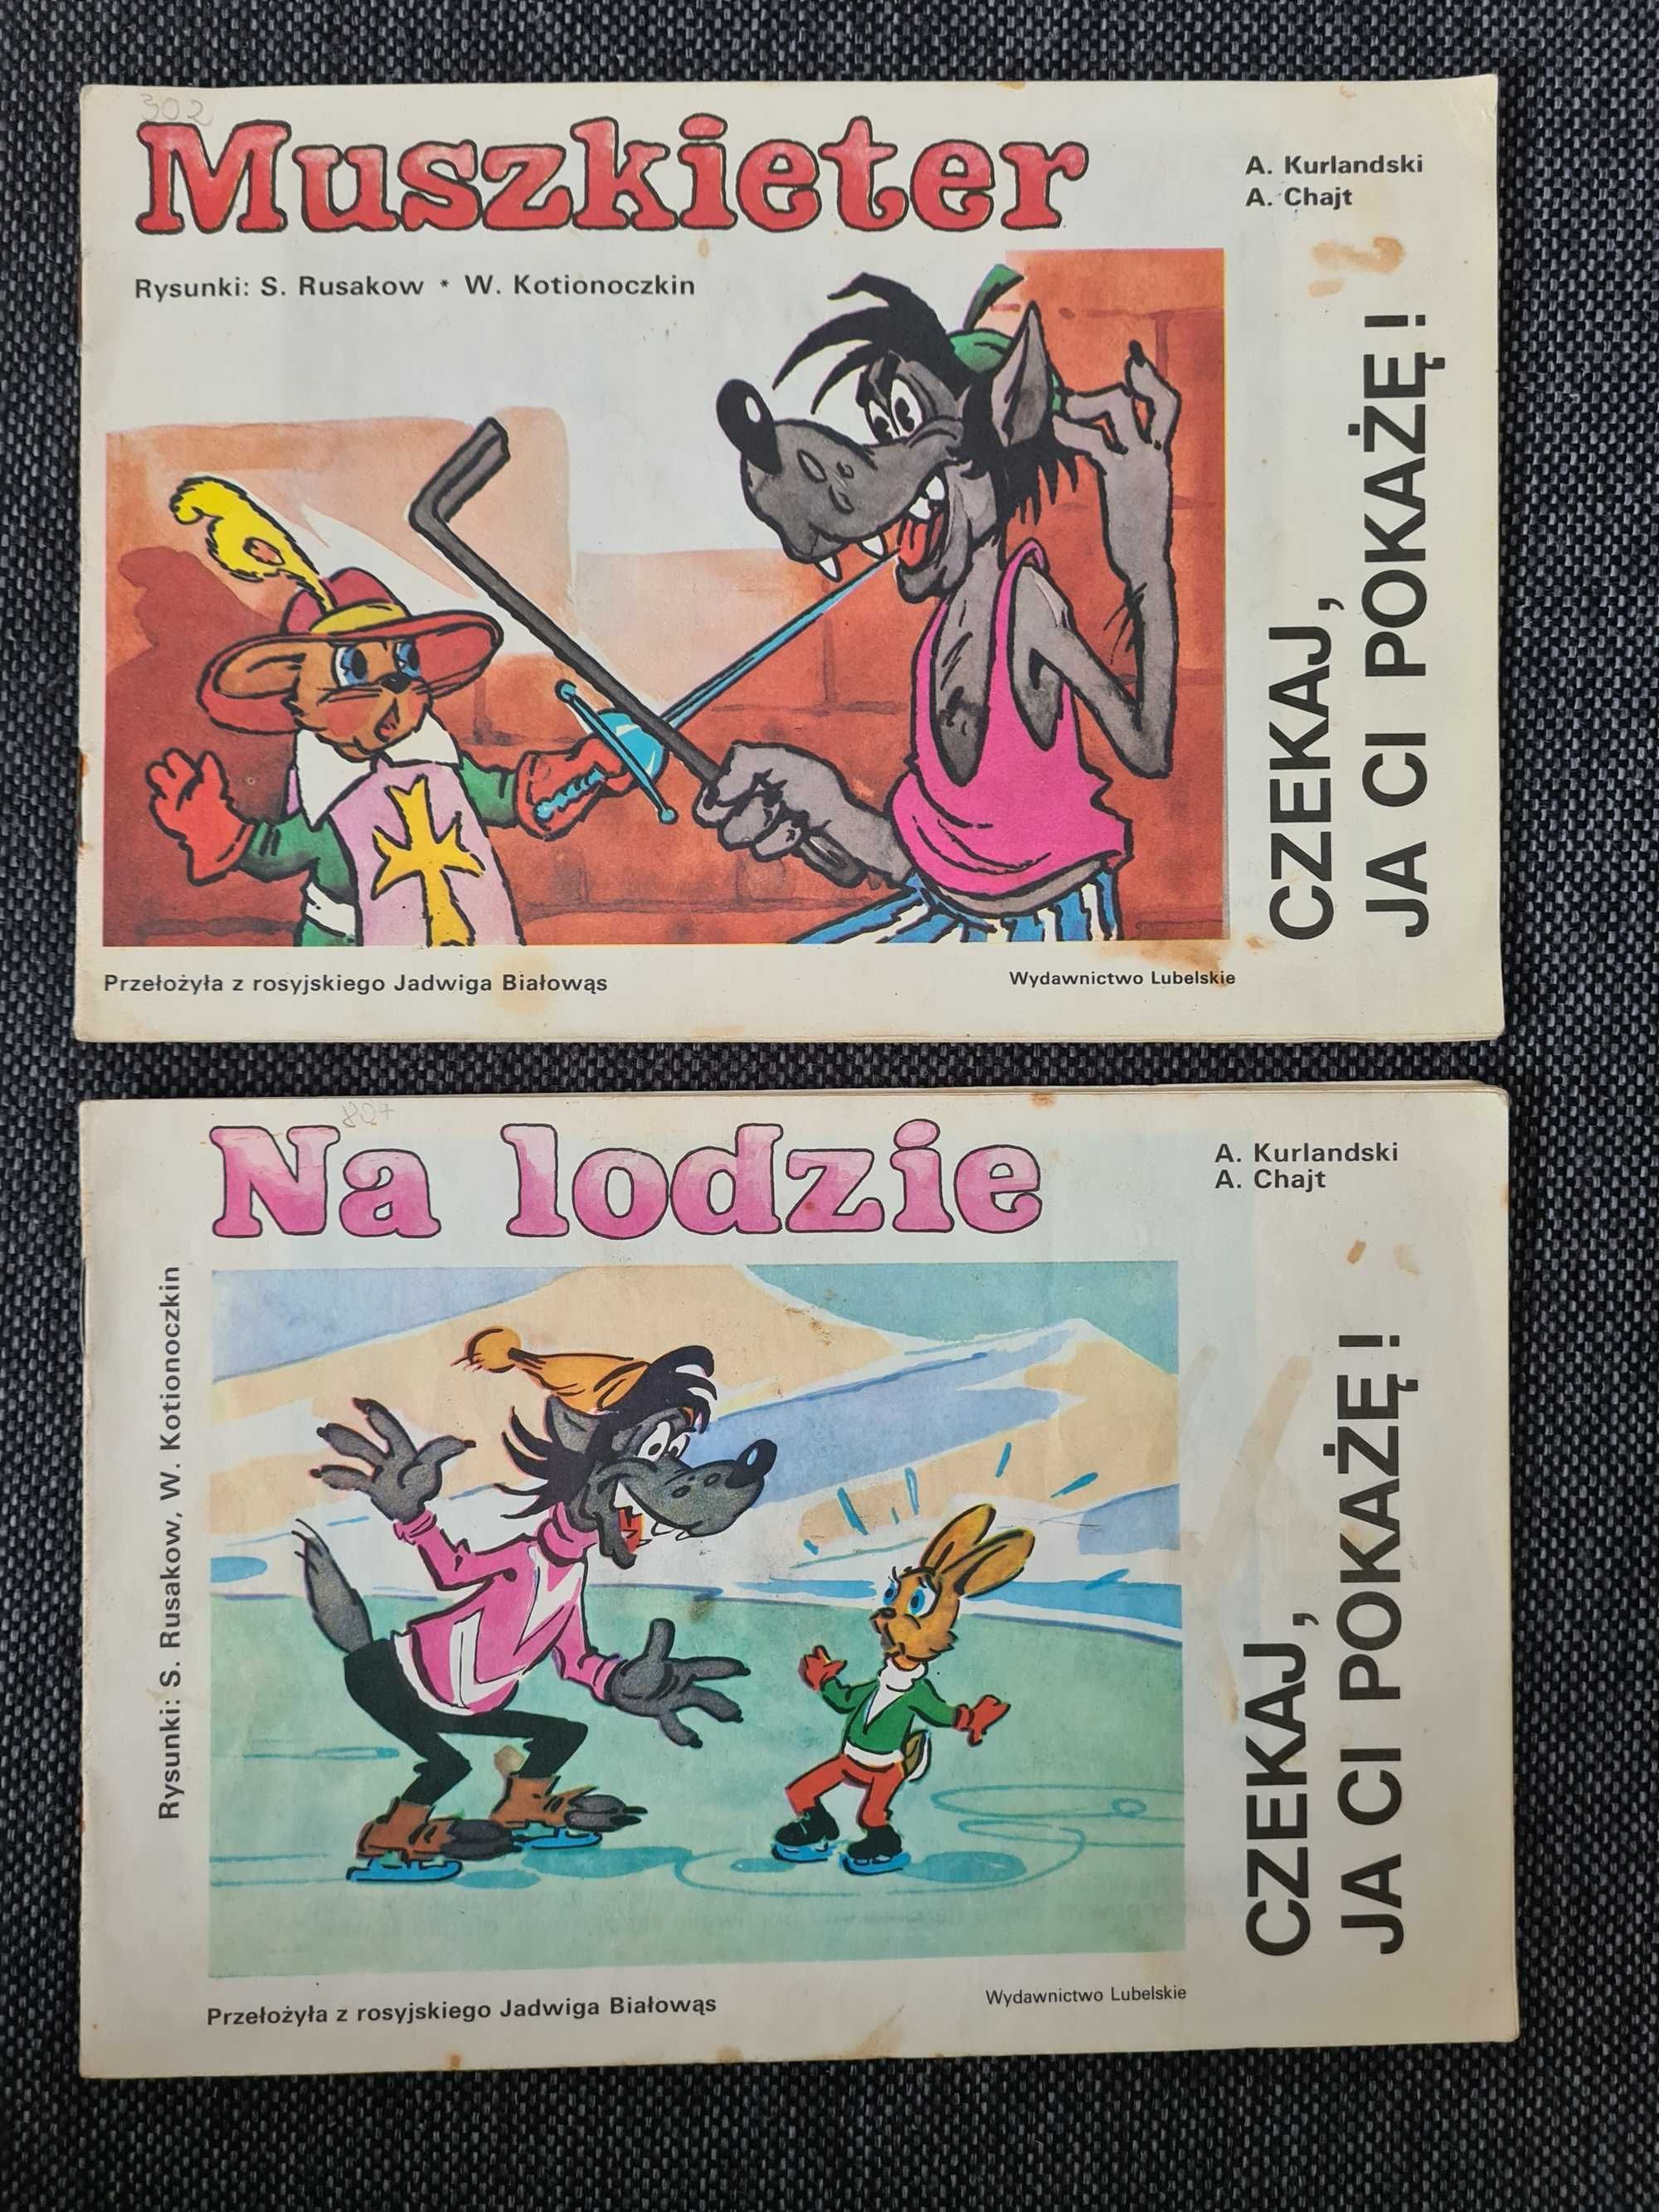 302
Muszkieter
A. Kurlandski
A. Chajt
Rysunki: S. Rusakow * W. Kotionoczkin
CZEKAJ,
JA CI POKAŻĘ!
Przełożyła z rosyjskiego Jadwiga Białowąs
Wydawnictwo Lubelskie
Na lodzie
A. Kurlandski
A. Chajt
Rysunki: S. Rusakow, W. Kotionoczkin
CZEKAJ,
JA CI POKAŻĘ!
Przełożyła z rosyjskiego Jadwiga Białowąs
Wydawnictwo Lubelskie